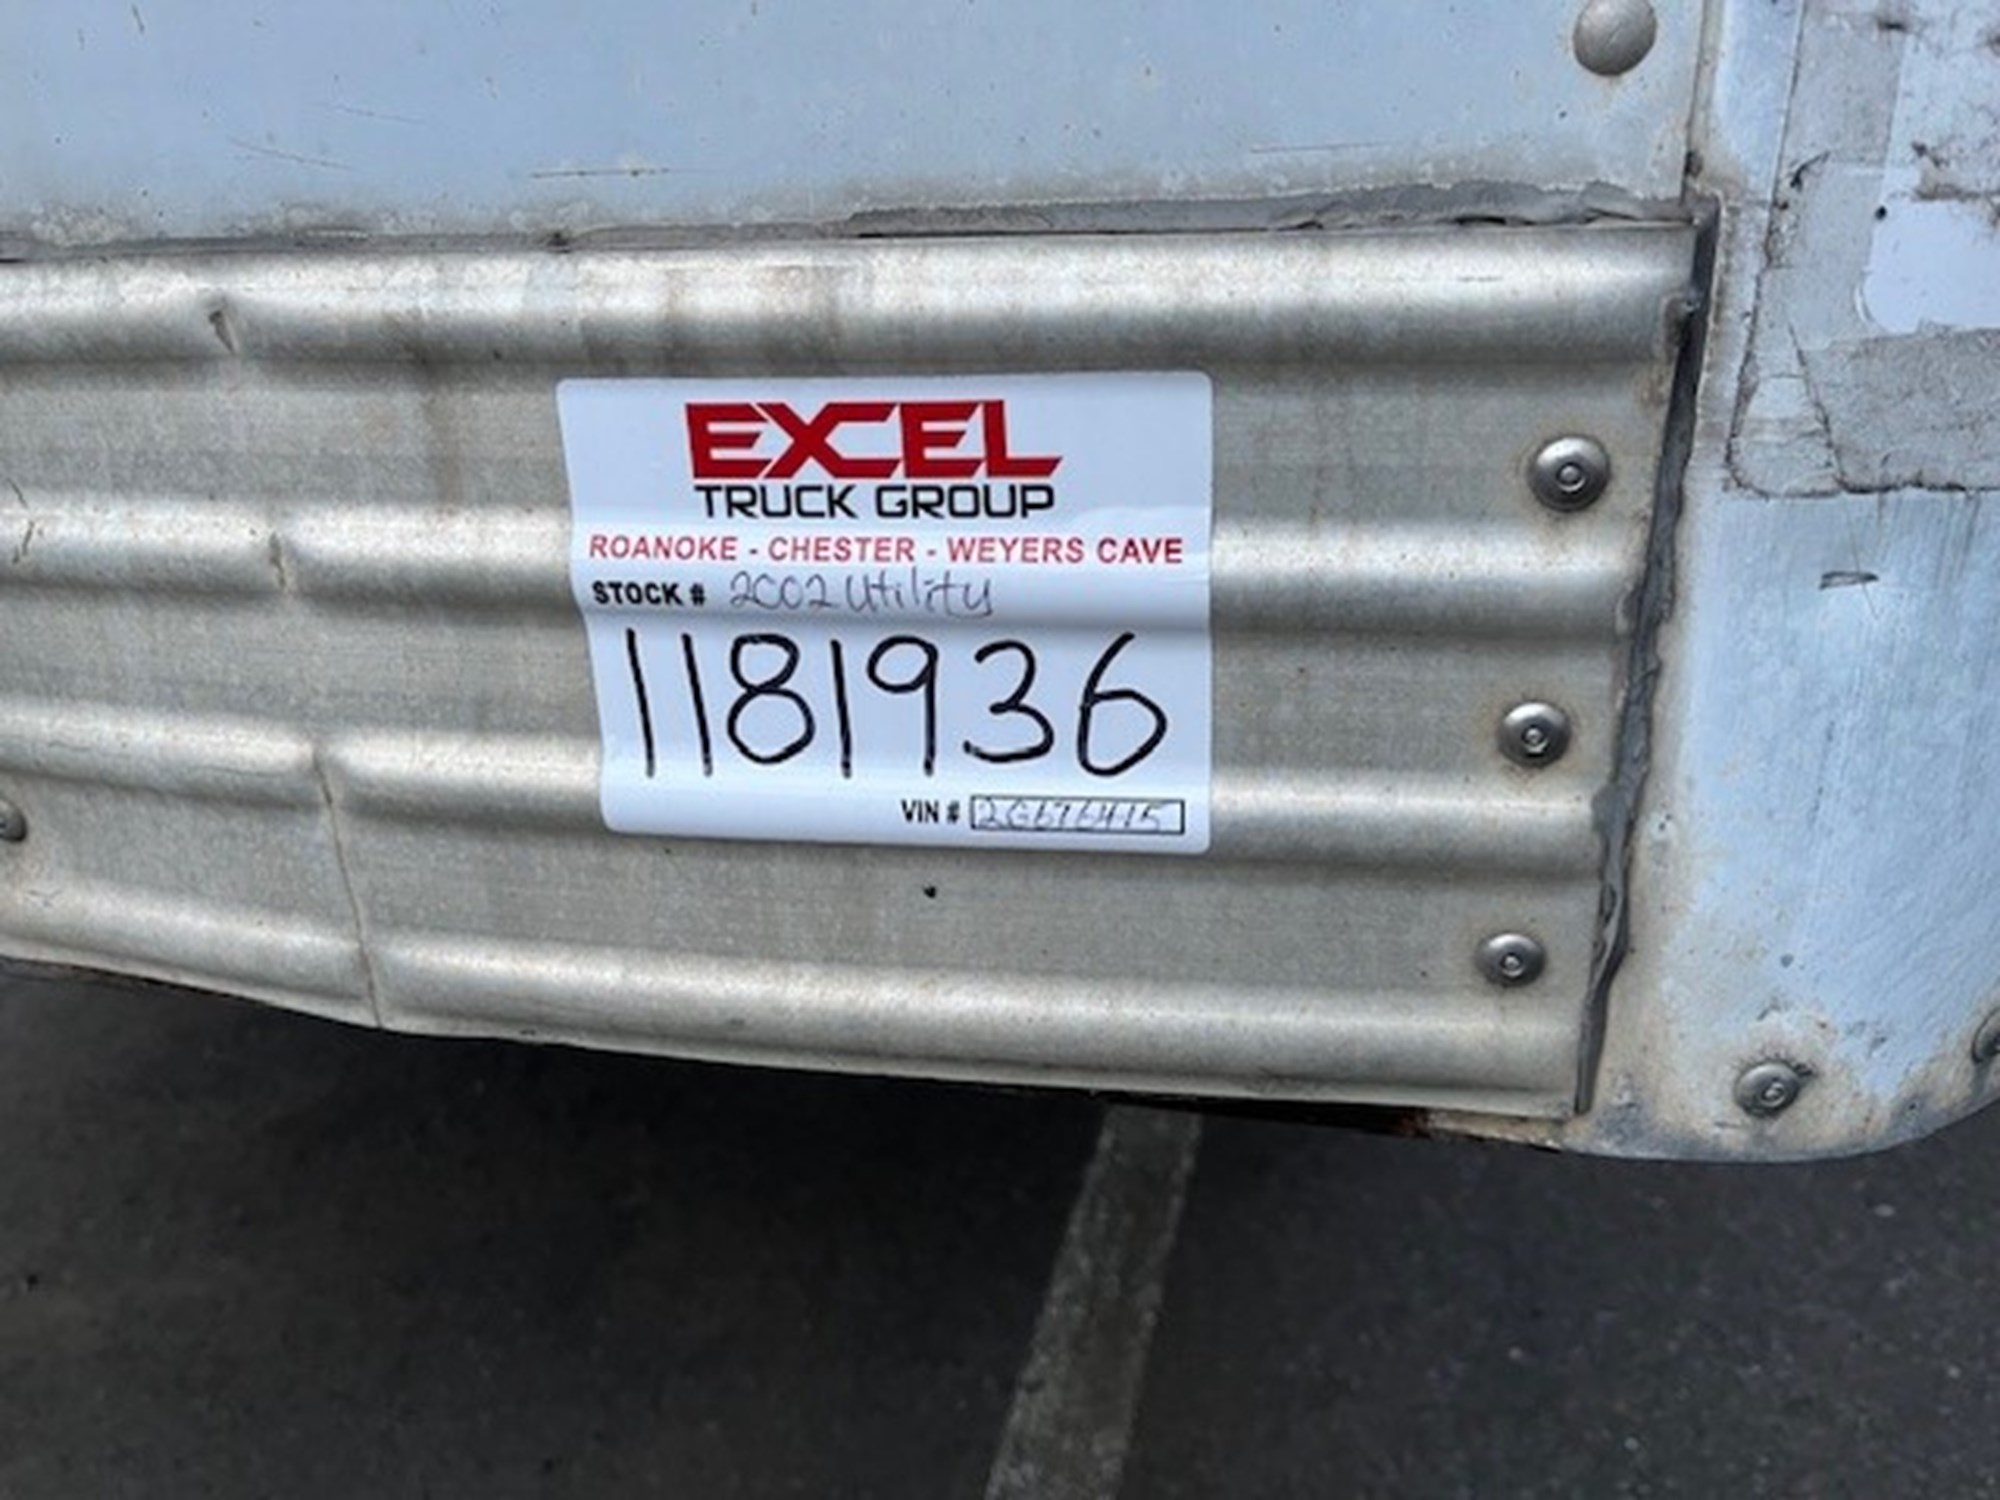 EXCEL
TRUCK GROUP
ROANOKE - CHESTER - WEYERS CAVE
STOCK # 2002 Utility
1181936
VIN #